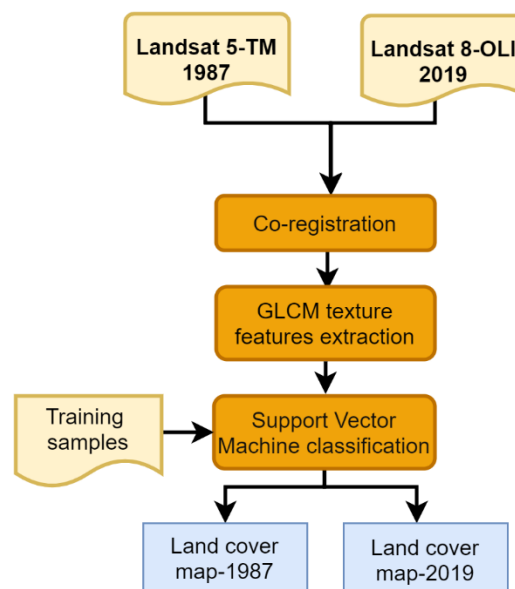 Landsat 5-TM
1987
Landsat 8-OLI
2019
Co-registration
GLCM texture
features extraction
Training
samples
Support Vector
Machine classification
Land cover
map-1987
Land cover
map-2019